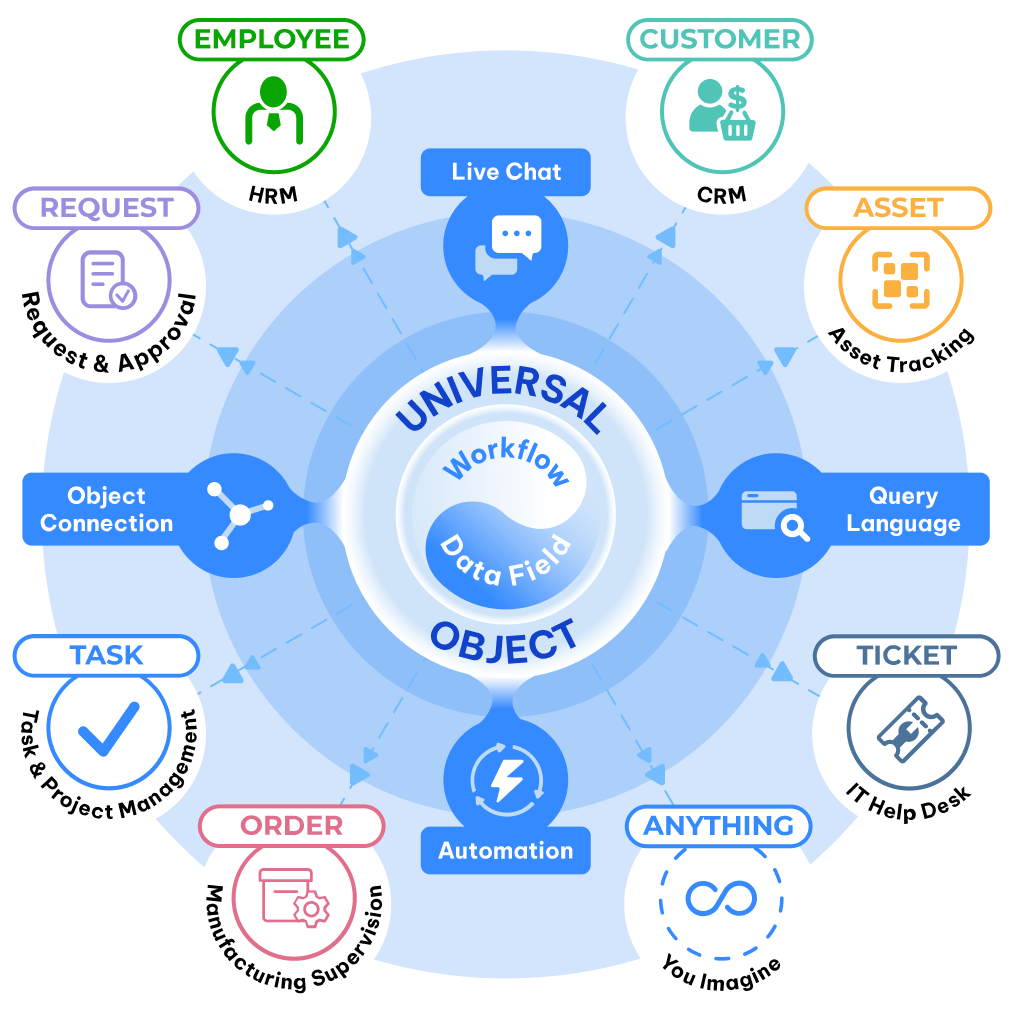 EMPLOYEE
HRM
CUSTOMER
CRM
REQUEST
Request & Approval
Live Chat
ASSET
Asset Tracking
UNIVERSAL
Workflow
Data Field
OBJECT
Object
Connection
Query
Language
TASK
Task & Project Management
TICKET
IT Help Desk
ORDER
Manufacturing Supervision
Automation
ANYTHING
You Imagine